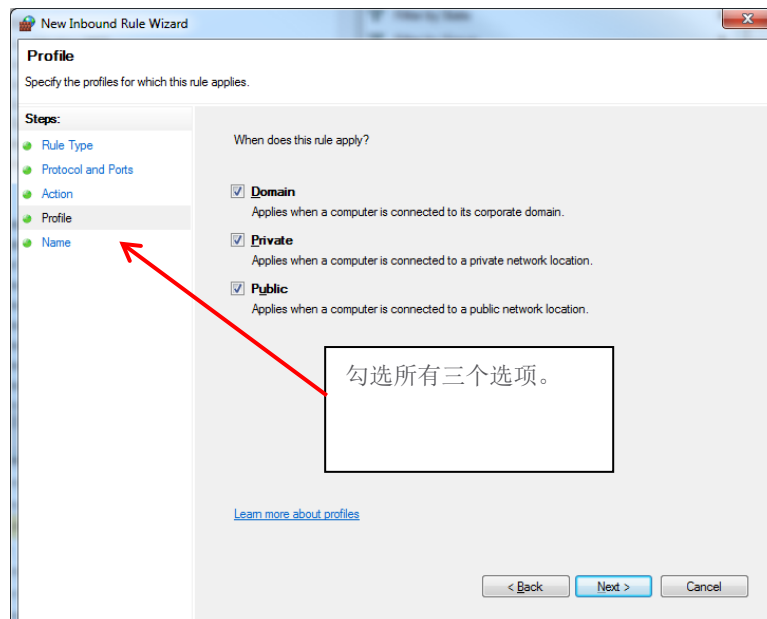 New Inbound Rule Wizard
Profile
Specify the profiles for which this rule applies.
Steps:
Rule Type
Protocol and Ports
Action
Profile
Name
When does this rule apply?
Domain
Applies when a computer is connected to its corporate domain.
Private
Applies when a computer is connected to a private network location.
Public
Applies when a computer is connected to a public network location.
勾选所有三个选项。
Learn more about profiles
< Back
Next >
Cancel